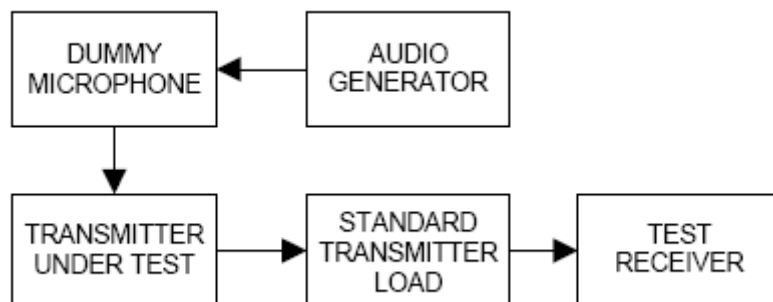 DUMMY
MICROPHONE
AUDIO
GENERATOR
TRANSMITTER
UNDER TEST
STANDARD
TRANSMITTER
LOAD
TEST
RECEIVER